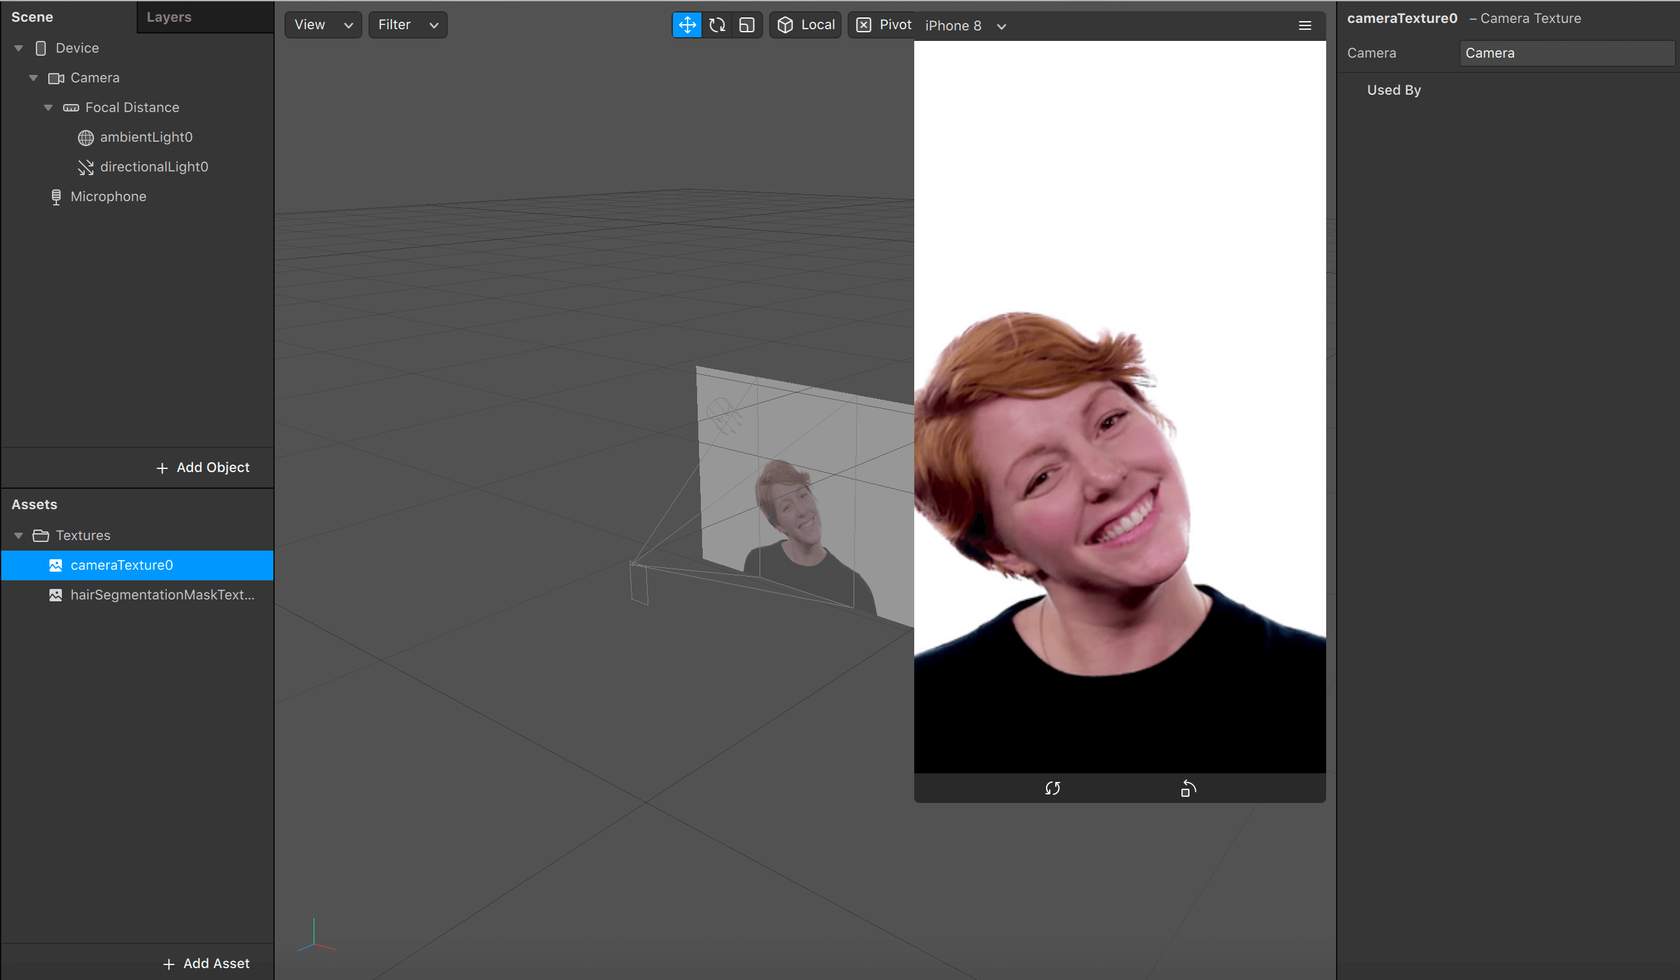 Scene Layers
Device
Camera
Focal Distance
ambientLight0
directionalLight0
Microphone
+ Add Object
Assets
Textures
cameraTexture0
hairSegmentationMaskText...
+ Add Asset
View Filter Local Pivot
iPhone 8
cameraTexture0 – Camera Texture
Camera Camera
Used By